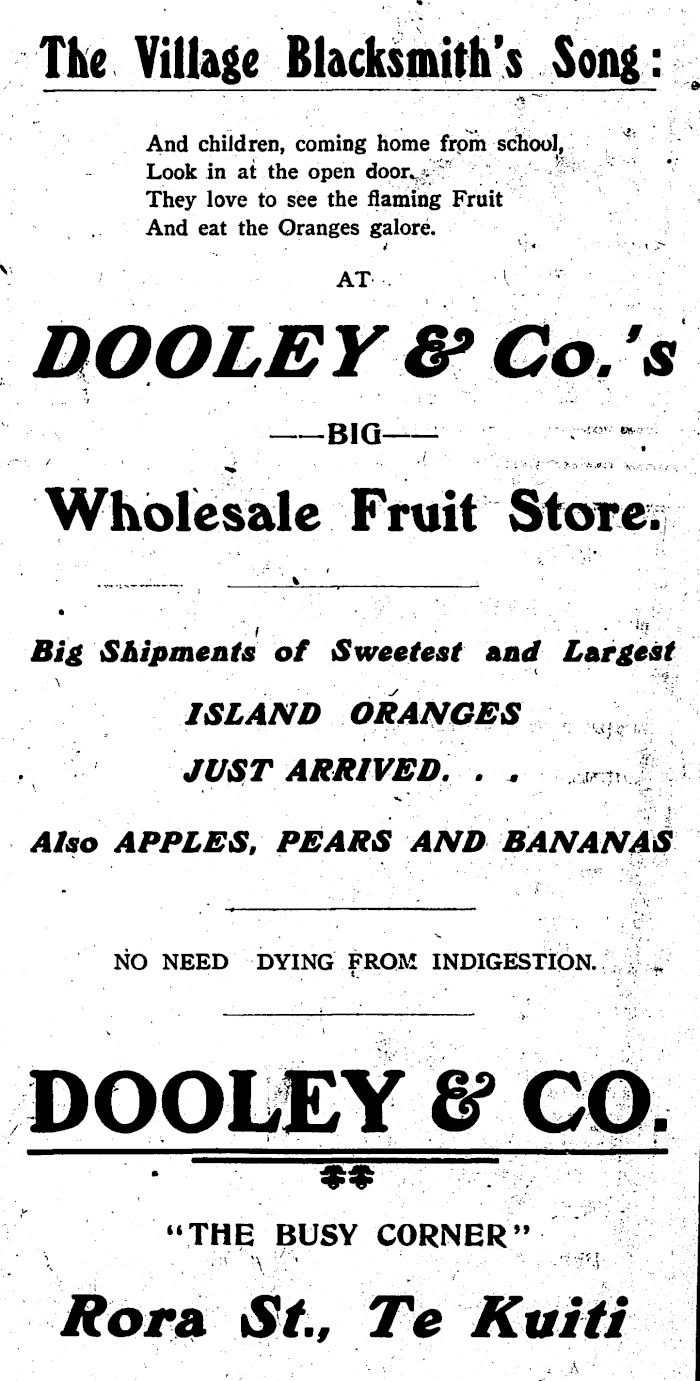 The Village Blacksmith's Song:
And children, coming home from school,
Look in at the open door.
They love to see the flaming Fruit
And eat the Oranges galore.
AT
DOOLEY & Co.'s
——BIG——
Wholesale Fruit Store.
Big Shipments of Sweetest and Largest
ISLAND ORANGES
JUST ARRIVED. . .
Also APPLES, PEARS AND BANANAS
NO NEED DYING FROM INDIGESTION.
DOOLEY & CO.
"THE BUSY CORNER"
Rora St., Te Kuiti